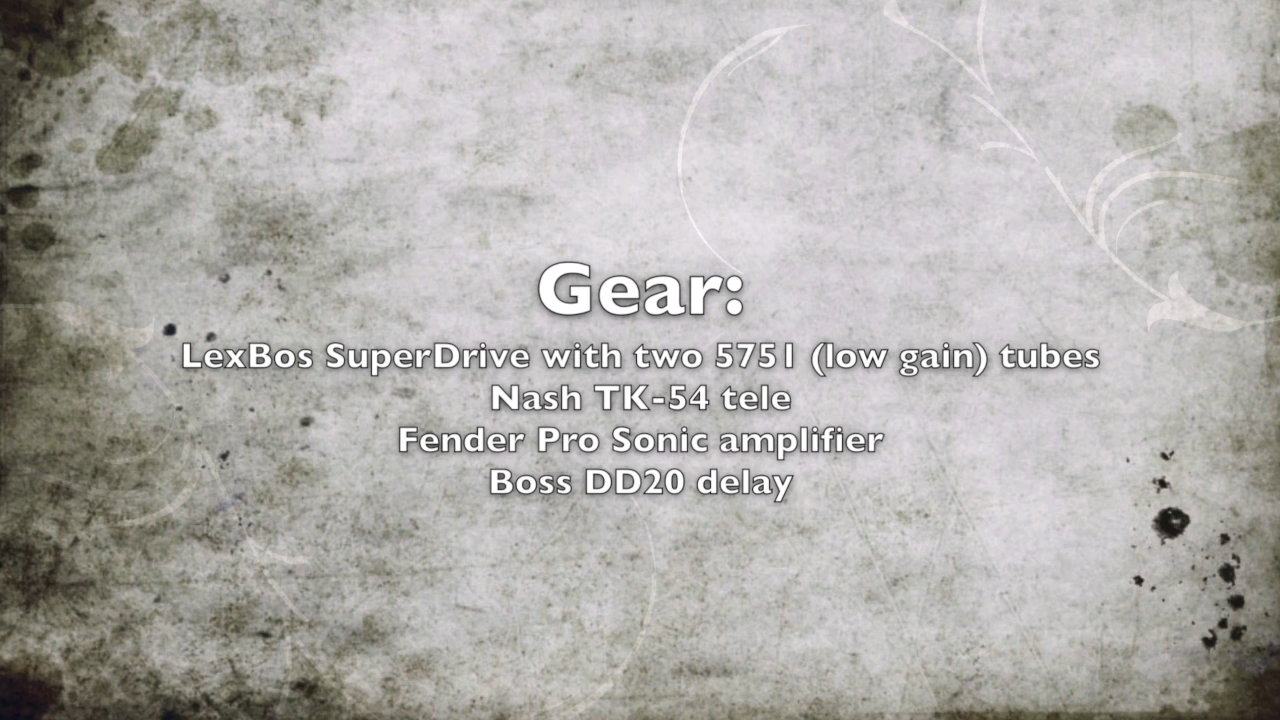 Gear:
LexBos SuperDrive with two 5751 (low gain) tubes
Nash TK-54 tele
Fender Pro Sonic amplifier
Boss DD20 delay